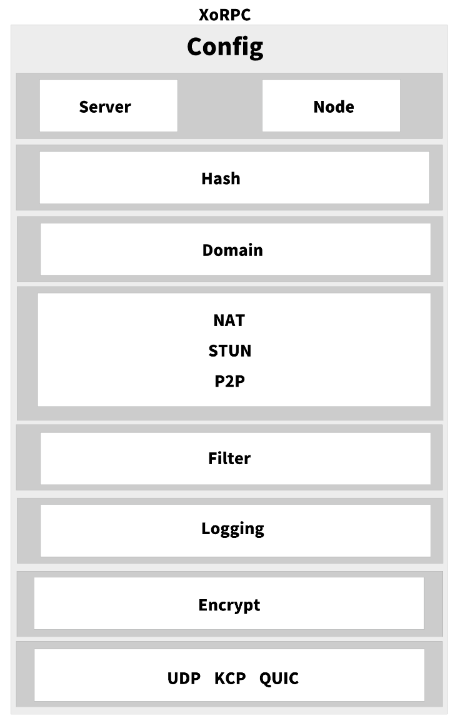 XoRPC
Config
Server Node
Hash
Domain
NAT
STUN
P2P
Filter
Logging
Encrypt
UDP KCP QUIC